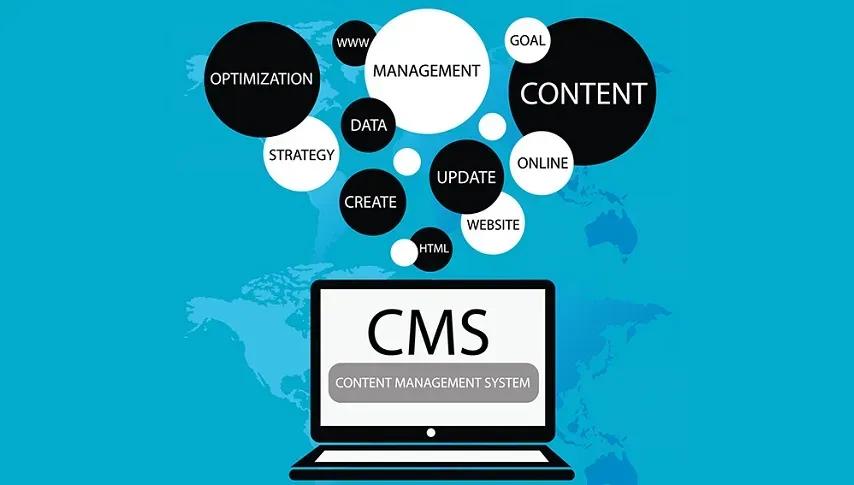 WWW
GOAL
OPTIMIZATION
MANAGEMENT
CONTENT
DATA
STRATEGY
ONLINE
UPDATE
CREATE
WEBSITE
HTML
CMS
CONTENT MANAGEMENT SYSTEM